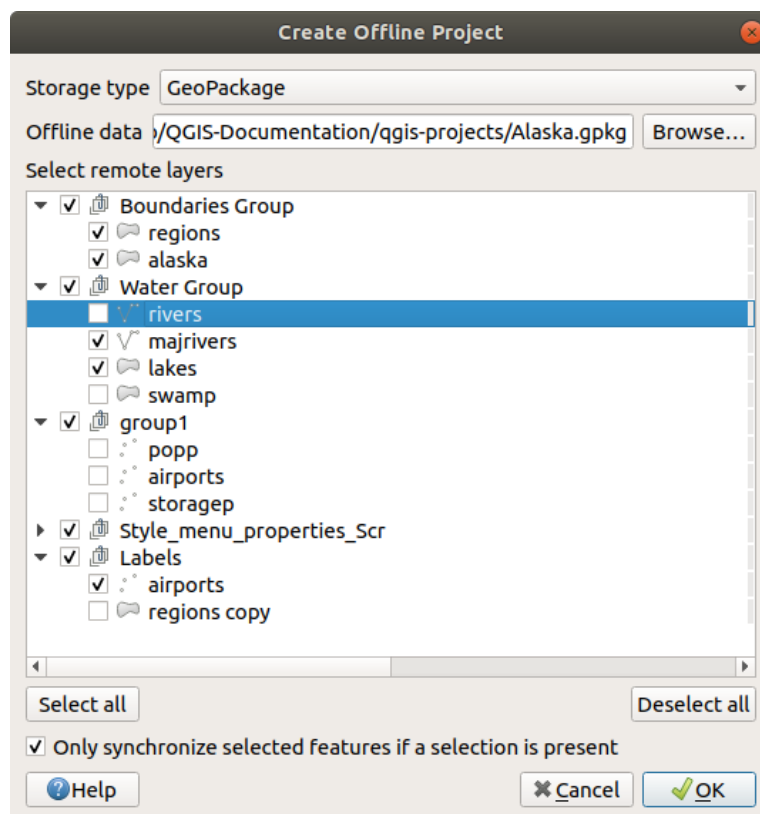 Create Offline Project
Storage type GeoPackage
Offline data /QGIS-Documentation/qgis-projects/Alaska.gpkg Browse...
Select remote layers
Boundaries Group
regions
alaska
Water Group
rivers
majrivers
lakes
swamp
group1
popp
airports
storagep
Style_menu_properties_Scr
Labels
airports
regions copy
Select all Deselect all
Only synchronize selected features if a selection is present
Help Cancel OK